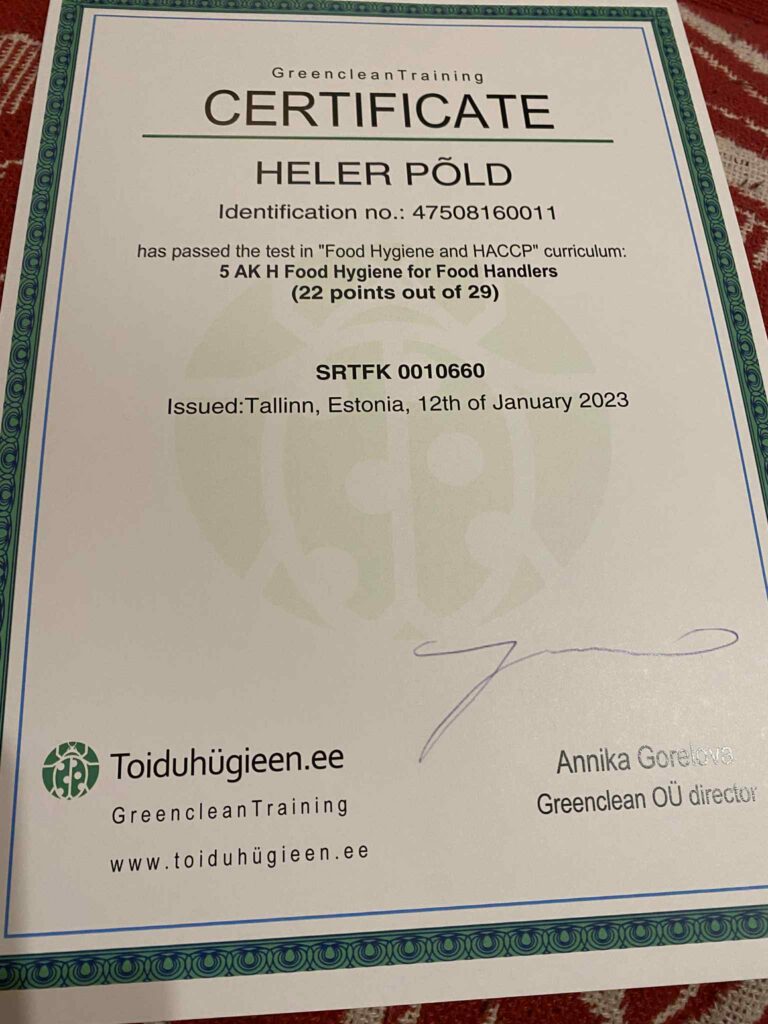 GreencleanTraining
CERTIFICATE
HELER PÕLD
Identification no.: 47508160011
has passed the test in "Food Hygiene and HACCP" curriculum:
5 AK H Food Hygiene for Food Handlers
(22 points out of 29)
SRTFK 0010660
Issued:Tallinn, Estonia, 12th of January 2023
Toiduhügieen.ee
GreencleanTraining
www.toiduhügieen.ee
Annika Gorelova
Greenclean OÜ director